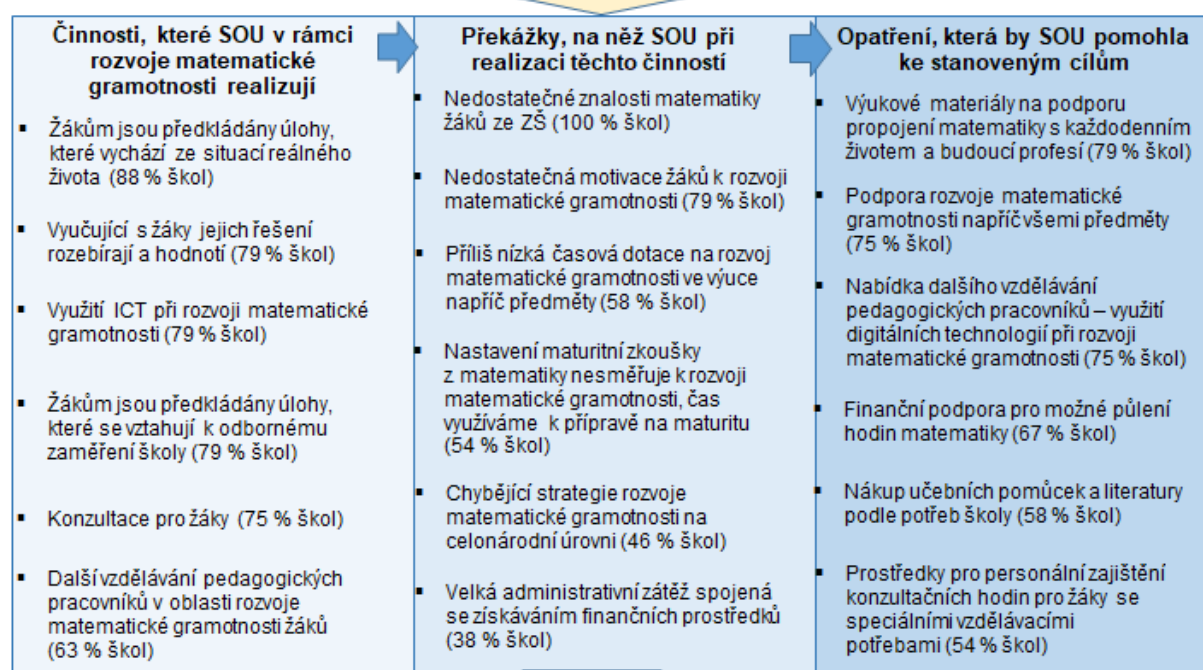 Činnosti, které SOU v rámci
rozvoje matematické
gramotnosti realizují
▪ Žákům jsou předkládány úlohy,
které vychází ze situací reálného
života (88 % škol)
▪ Vyučující s žáky jejich řešení
rozebírají a hodnotí (79 % škol)
▪ Využití ICT při rozvoji matematické
gramotnosti (79 % škol)
▪ Žákům jsou předkládány úlohy,
které se vztahují k odbornému
zaměření školy (79 % škol)
▪ Konzultace pro žáky (75 % škol)
▪ Další vzdělávání pedagogických
pracovníků v oblasti rozvoje
matematické gramotnosti žáků
(63 % škol)
Překážky, na něž SOU při
realizaci těchto činností
▪ Nedostatečné znalosti matematiky
žáků ze ZŠ (100 % škol)
▪ Nedostatečná motivace žáků k rozvoji
matematické gramotnosti (79 % škol)
▪ Příliš nízká časová dotace na rozvoj
matematické gramotnosti ve výuce
napříč předměty (58 % škol)
▪ Nastavení maturitní zkoušky
z matematiky nesměřuje k rozvoji
matematické gramotnosti, čas
využíváme k přípravě na maturitu
(54 % škol)
▪ Chybějící strategie rozvoje
matematické gramotnosti na
celonárodní úrovni (46 % škol)
▪ Velká administrativní zátěž spojená
se získáváním finančních prostředků
(38 % škol)
Opatření, která by SOU pomohla
ke stanoveným cílům
▪ Výukové materiály na podporu
propojení matematiky s každodenním
životem a budoucí profesí (79 % škol)
▪ Podpora rozvoje matematické
gramotnosti napříč všemi předměty
(75 % škol)
▪ Nabídka dalšího vzdělávání
pedagogických pracovníků – využití
digitálních technologií při rozvoji
matematické gramotnosti (75 % škol)
▪ Finanční podpora pro možné půlení
hodin matematiky (67 % škol)
▪ Nákup učebních pomůcek a literatury
podle potřeb školy (58 % škol)
▪ Prostředky pro personální zajištění
konzultačních hodin pro žáky se
speciálními vzdělávacími
potřebami (54 % škol)